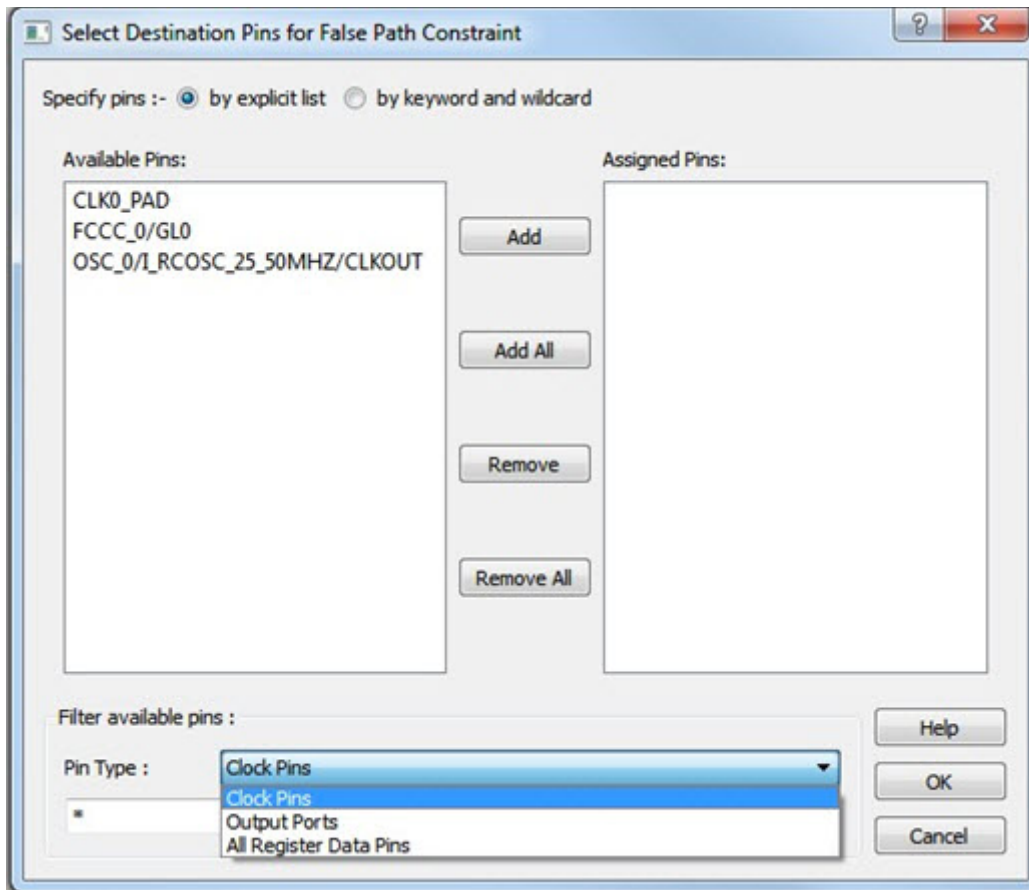 Select Destination Pins for False Path Constraint
Specify pins :- by explicit list by keyword and wildcard
Available Pins:
Assigned Pins:
CLK0_PAD
FCCC_0/GL0
OSC_0/I_RCOSC_25_50MHZ/CLKOUT
Add
Add All
Remove
Remove All
Filter available pins :
Pin Type : Clock Pins
Clock Pins
Output Ports
All Register Data Pins
*
Help
OK
Cancel